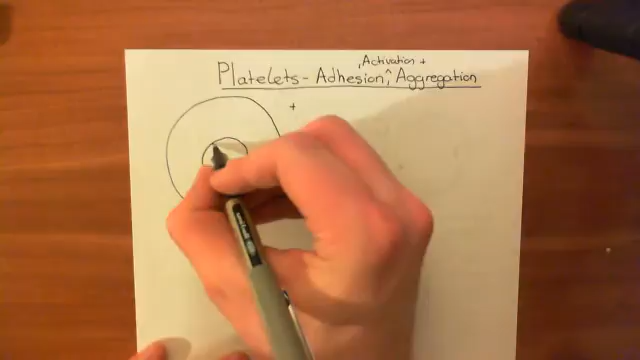 , Activation +
Platelets - Adhesion, ^ Aggregation
+